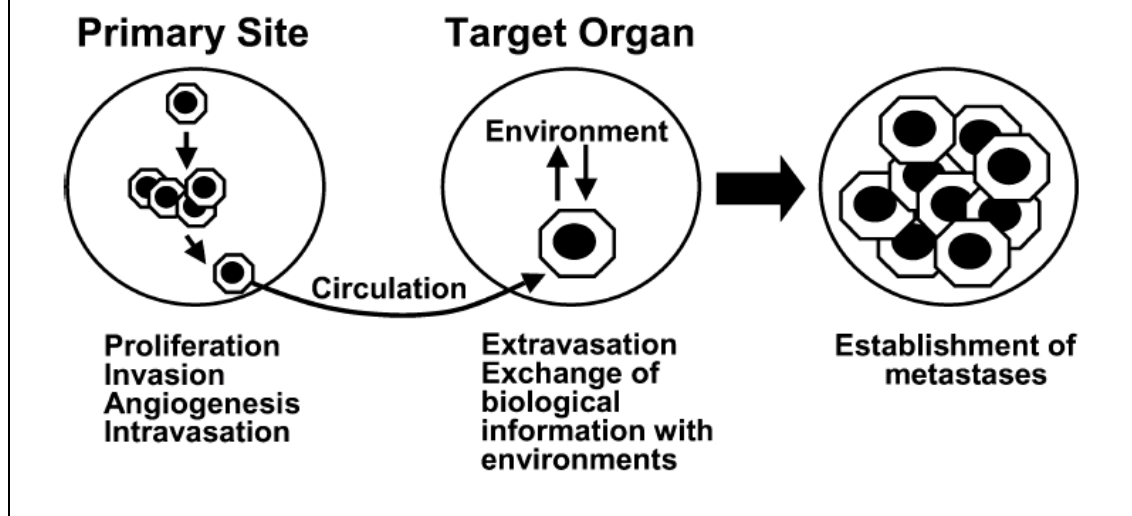 Primary Site
Target Organ
Environment
Circulation
Proliferation
Invasion
Angiogenesis
Intravasation
Extravasation
Exchange of
biological
information with
environments
Establishment of
metastases